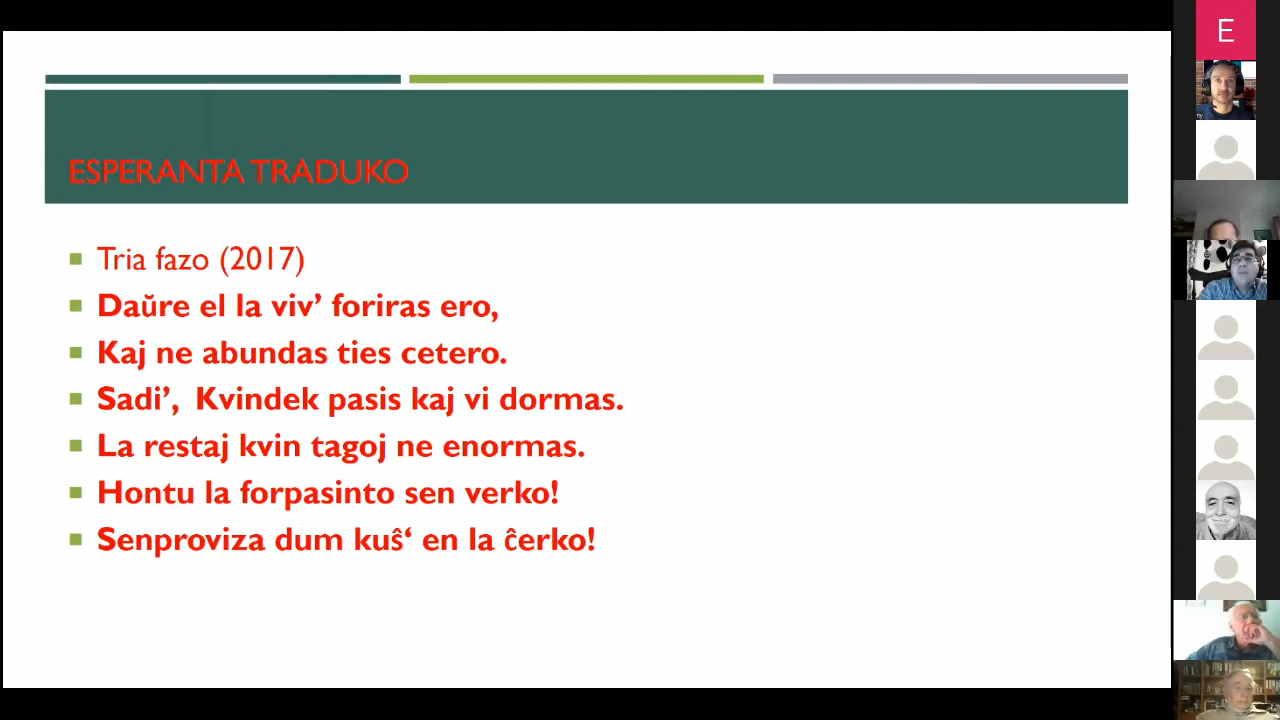 ESPERANTA TRADUKO
Tria fazo (2017)
Daŭre el la viv’ foriras ero,
Kaj ne abundas ties cetero.
Sadi’, Kvindek pasis kaj vi dormas.
La restaj kvin tagoj ne enormas.
Hontu la forpasinto sen verko!
Senproviza dum kuŝ‘ en la ĉerko!
E